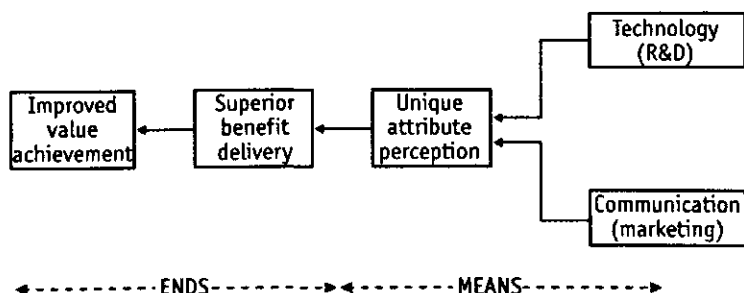 Technology
(R&D)
Improved
value
achievement
Superior
benefit
delivery
Unique
attribute
perception
Communication
(marketing)
ENDS
MEANS